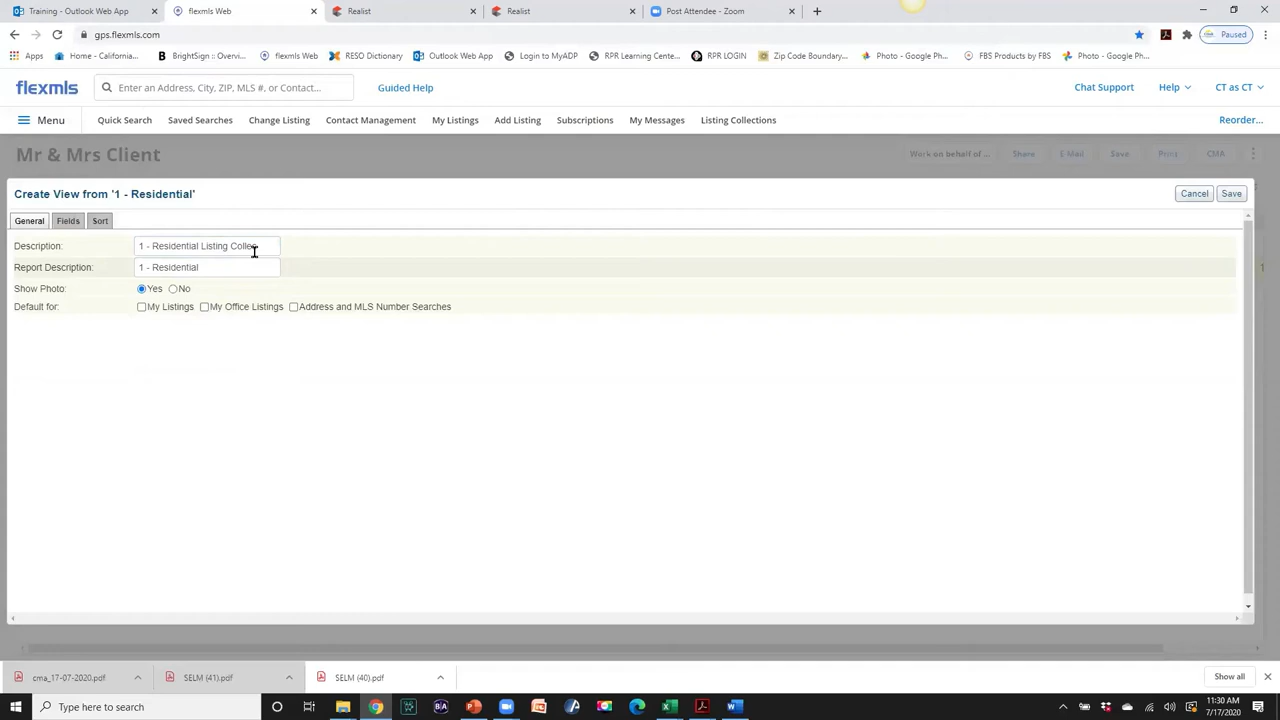 Training - Outlook Web App
flexmls Web
Realist
Realist
Post Attendee - Zoom
gps.flexmls.com
Paused
Apps
Home - California...
BrightSign :: Overvi...
flexmls Web
RESO Dictionary
Outlook Web App
Login to MyADP
RPR Learning Cente...
RPR LOGIN
Zip Code Boundary...
Photo - Google Ph...
FBS Products by FBS
Photo - Google Ph...
flexmls
Enter an Address, City, ZIP, MLS #, or Contact...
Guided Help
Chat Support
Help
CT as CT
Menu
Quick Search
Saved Searches
Change Listing
Contact Management
My Listings
Add Listing
Subscriptions
My Messages
Listing Collections
Reorder...
Mr & Mrs Client
Work on behalf of ...
Share
E Mail
Save
Print
CMA
Create View from '1 - Residential'
Cancel
Save
General
Fields
Sort
Description:
1 - Residential Listing Collec
Report Description:
1 - Residential
Show Photo:
Yes
No
Default for:
My Listings
My Office Listings
Address and MLS Number Searches
1
cma_17-07-2020.pdf
SELM (41).pdf
SELM (40).pdf
Show all
Type here to search
11:30 AM
7/17/2020